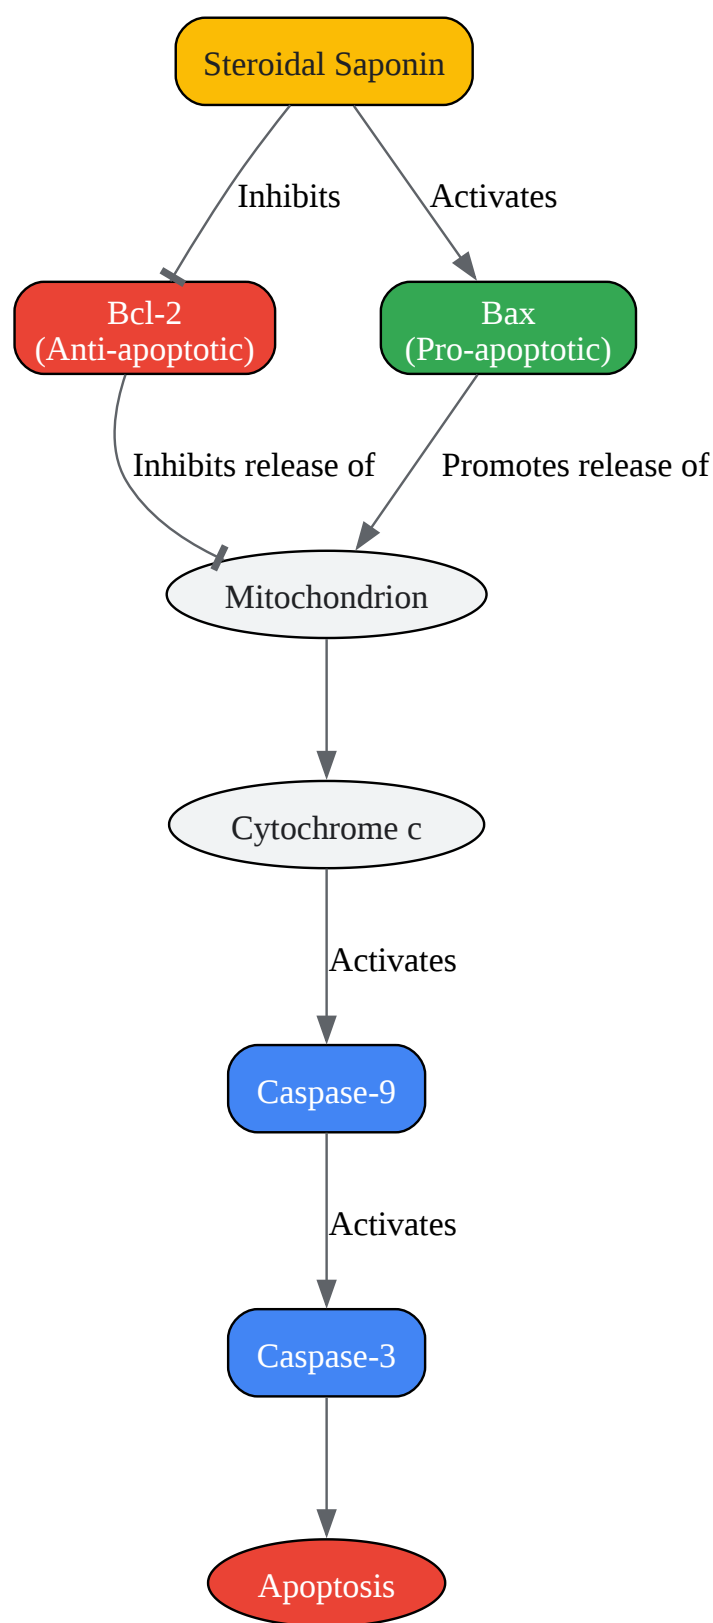 Steroidal Saponin
Inhibits
Activates
Bcl-2
(Anti-apoptotic)
Bax
(Pro-apoptotic)
Inhibits release of
Promotes release of
Mitochondrion
Cytochrome c
Activates
Caspase-9
Activates
Caspase-3
Apoptosis